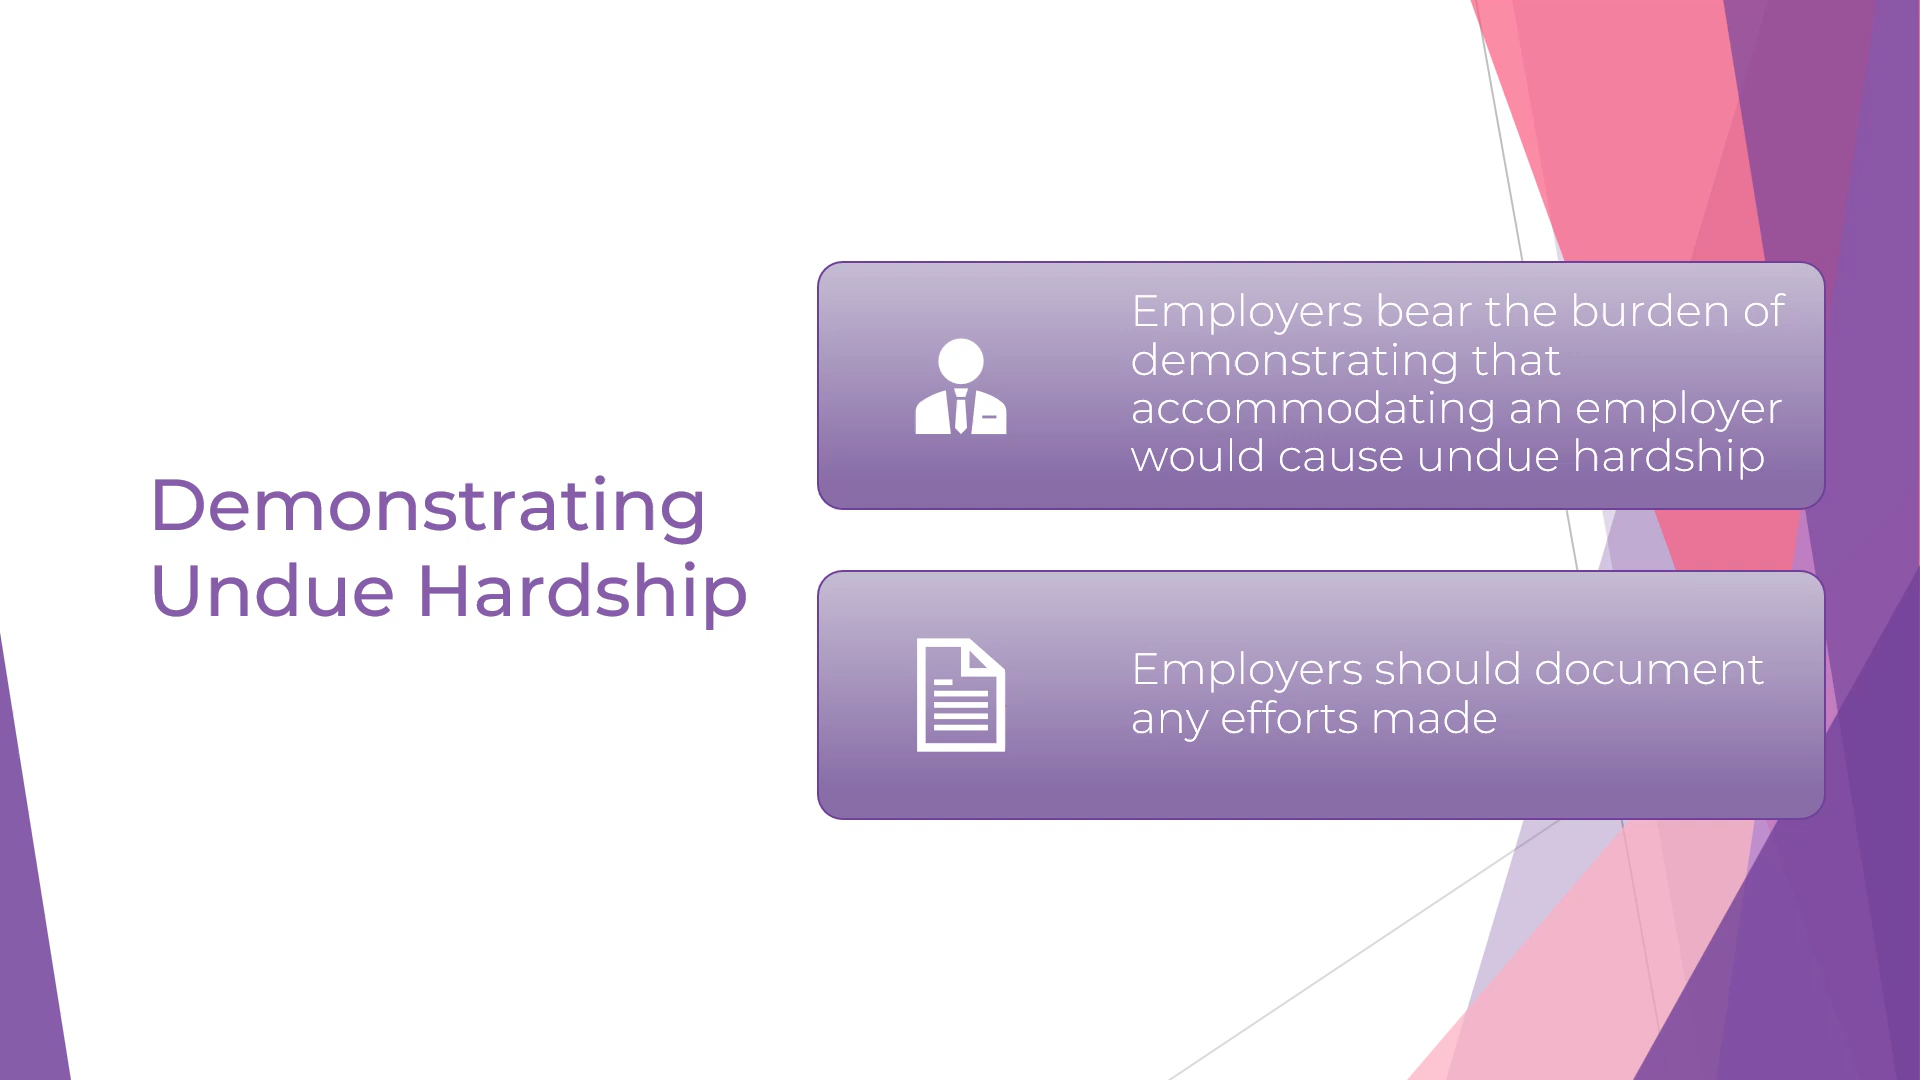 Demonstrating
Undue Hardship
Employers bear the burden of
demonstrating that
accommodating an employer
would cause undue hardship
Employers should document
any efforts made